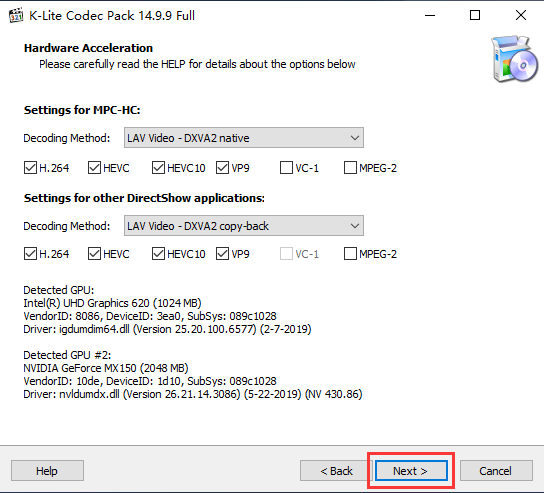 K-Lite Codec Pack 14.9.9 Full
Hardware Acceleration
Please carefully read the HELP for details about the options below
Settings for MPC-HC:
Decoding Method: LAV Video - DXVA2 native
H.264 HEVC HEVC10 VP9 VC-1 MPEG-2
Settings for other DirectShow applications:
Decoding Method: LAV Video - DXVA2 copy-back
H.264 HEVC HEVC10 VP9 VC-1 MPEG-2
Detected GPU:
Intel(R) UHD Graphics 620 (1024 MB)
VendorID: 8086, DeviceID: 3ea0, SubSys: 089c1028
Driver: igdumdim64.dll (Version 25.20.100.6577) (2-7-2019)
Detected GPU #2:
NVIDIA GeForce MX150 (2048 MB)
VendorID: 10de, DeviceID: 1d10, SubSys: 089c1028
Driver: nvldumdx.dll (Version 26.21.14.3086) (5-22-2019) (NV 430.86)
Help < Back Next > Cancel